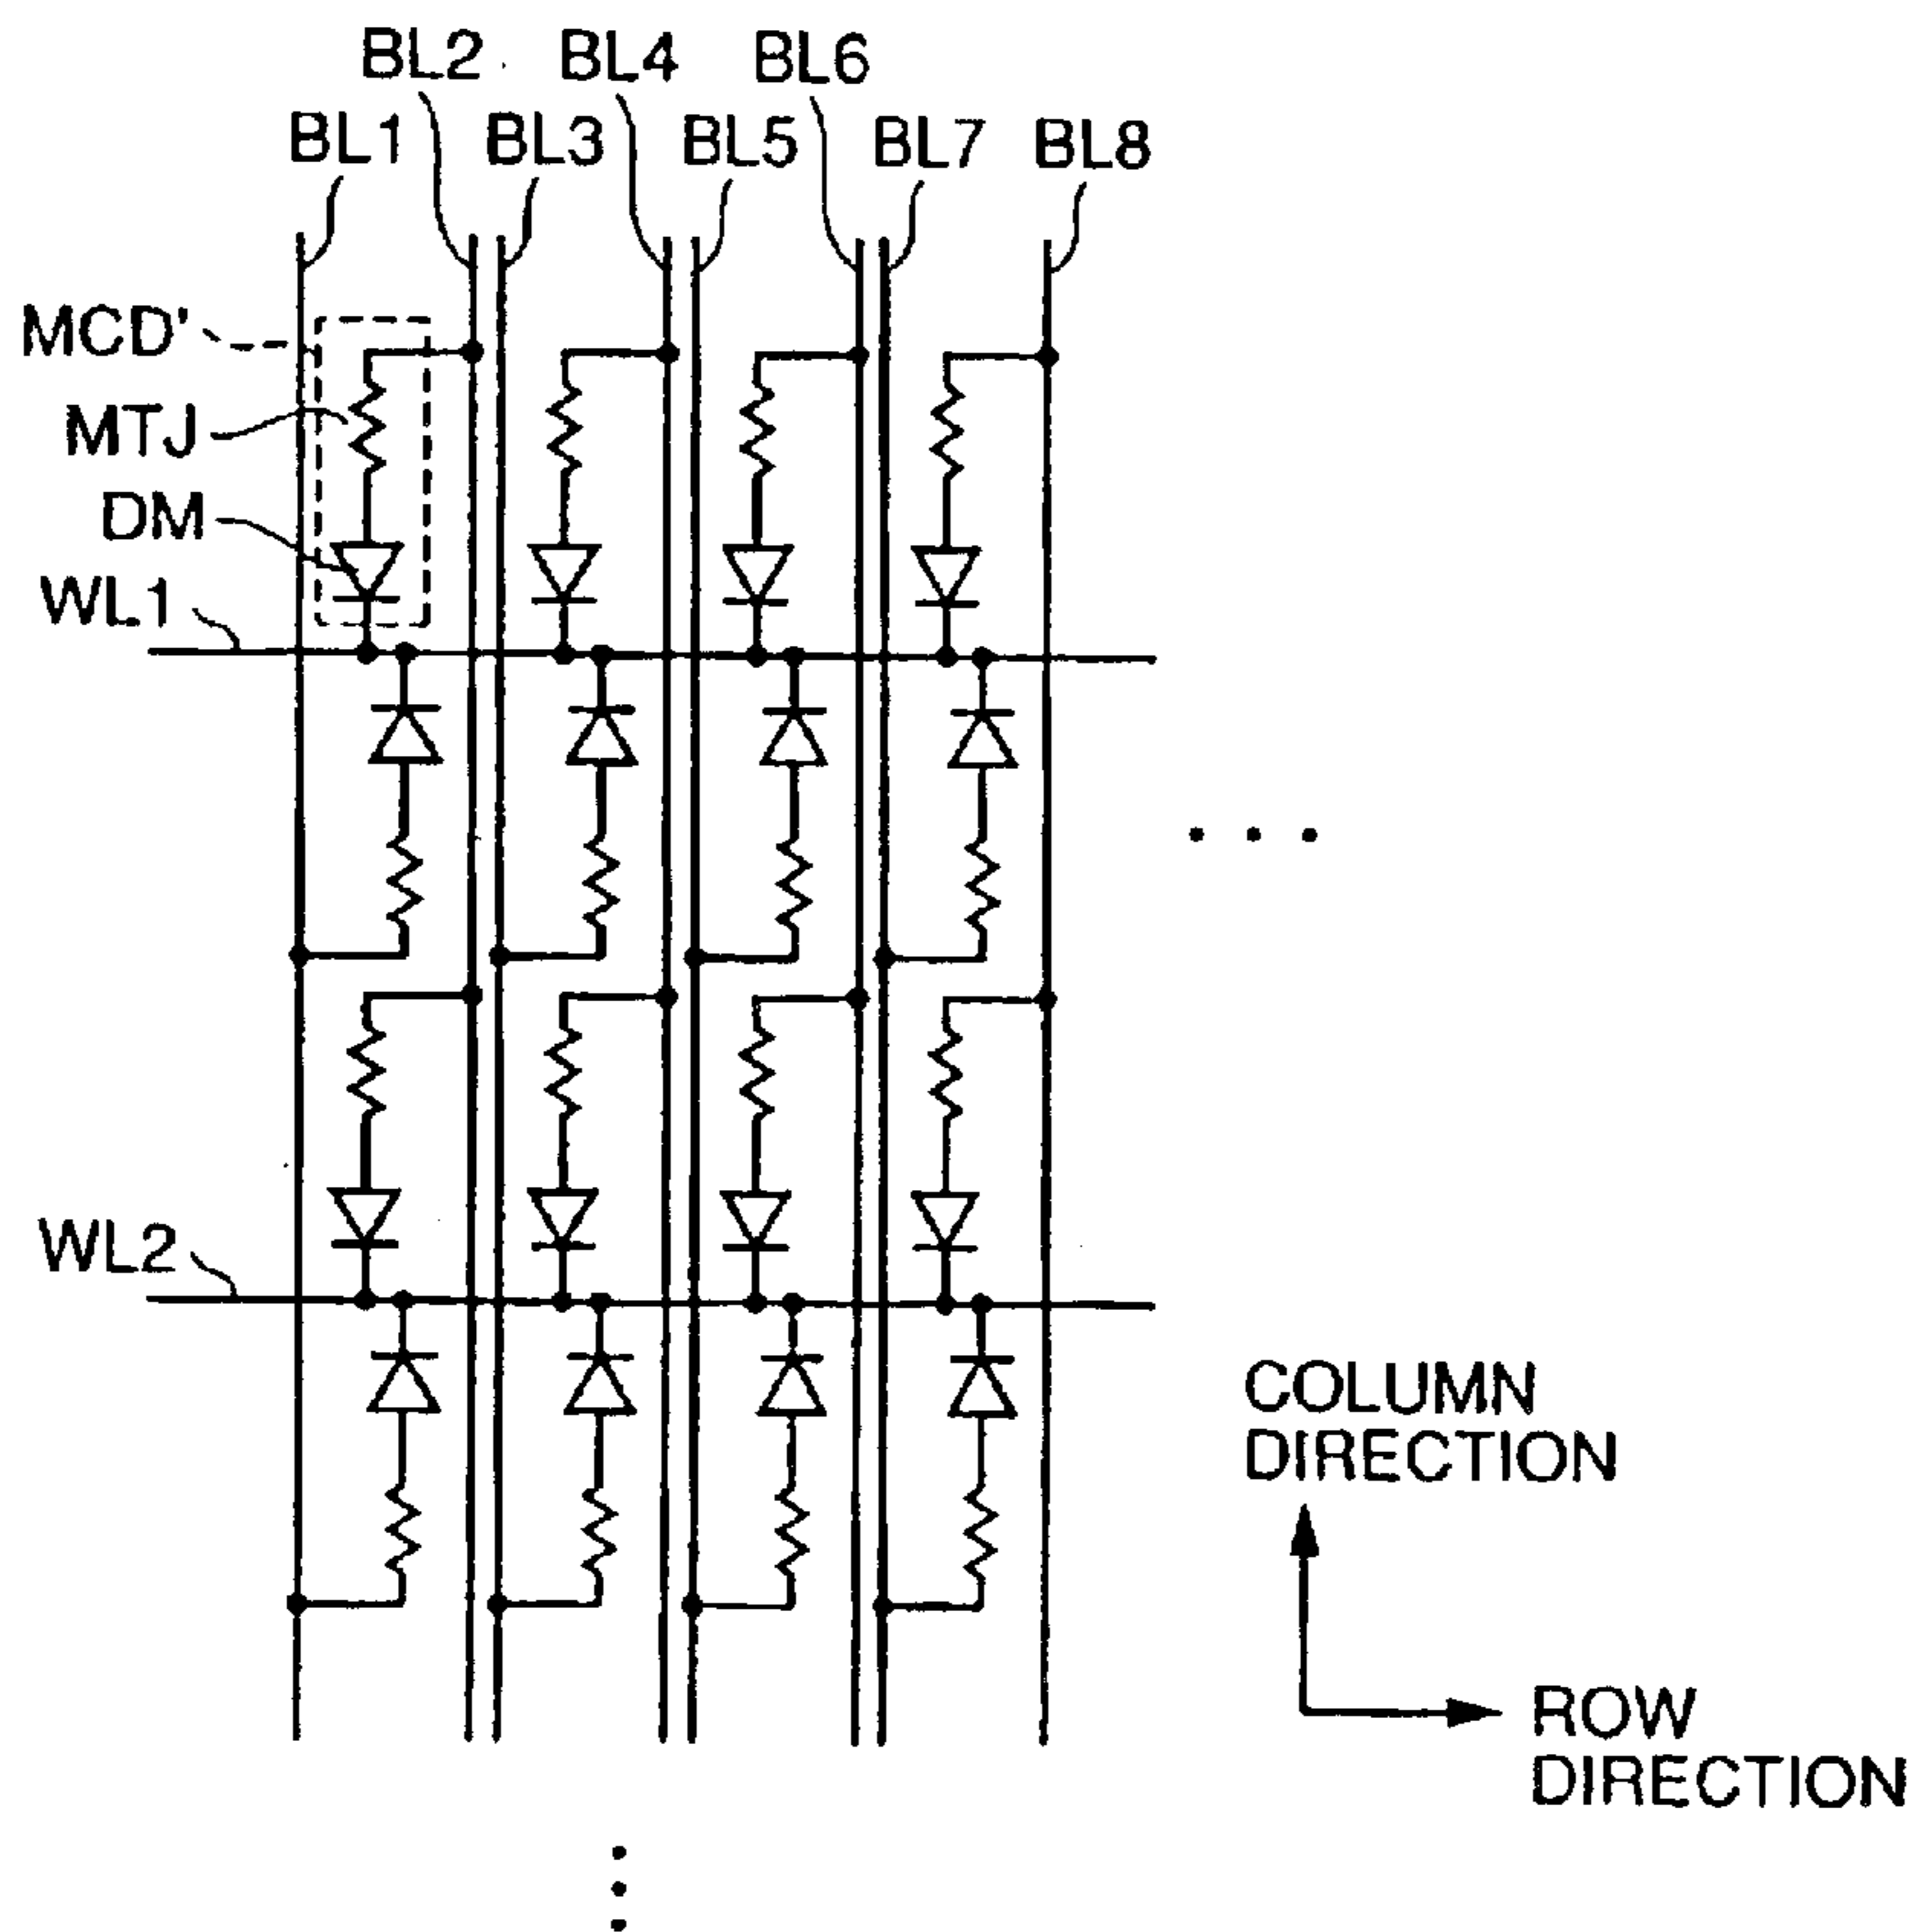 BL2
BL4
BL6
BL1
BL3
BL5
BL7
BL8
MCD'
MTJ
DM
WL1
WL2
COLUMN
DIRECTION
ROW
DIRECTION